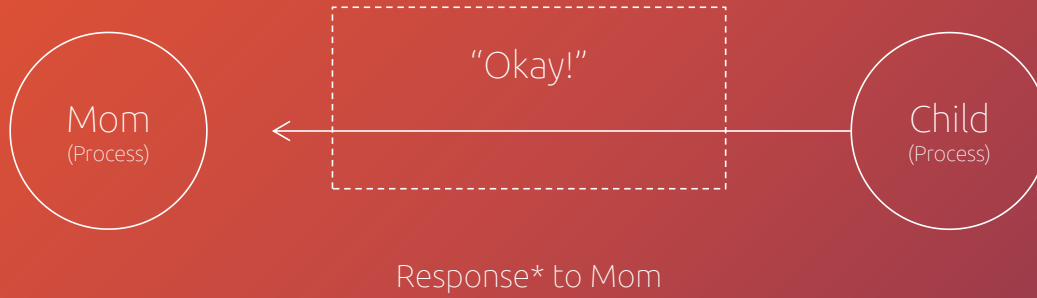 “Okay!”
Mom
(Process)
Child
(Process)
Response* to Mom